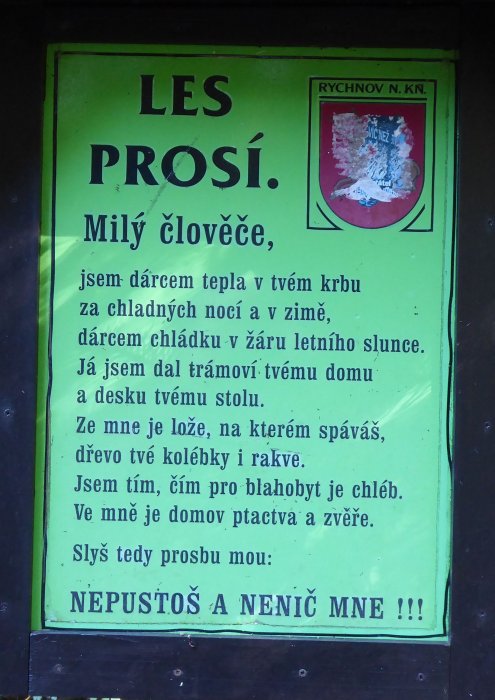 LES
PROSÍ.
RYCHNOV N. KŇ.
Milý člověče,
jsem dárcem tepla v tvém krbu
za chladných nocí a v zimě,
dárcem chládku v žáru letního slunce.
Já jsem dal trámoví tvému domu
a desku tvému stolu.
Ze mne je lože, na kterém spáváš,
dřevo tvé kolébky i rakve.
Jsem tím, čím pro blahobyt je chléb.
Ve mně je domov ptactva a zvěře.
Slyš tedy prosbu mou:
NEPUSTOŠ A NENIČ MNE !!!